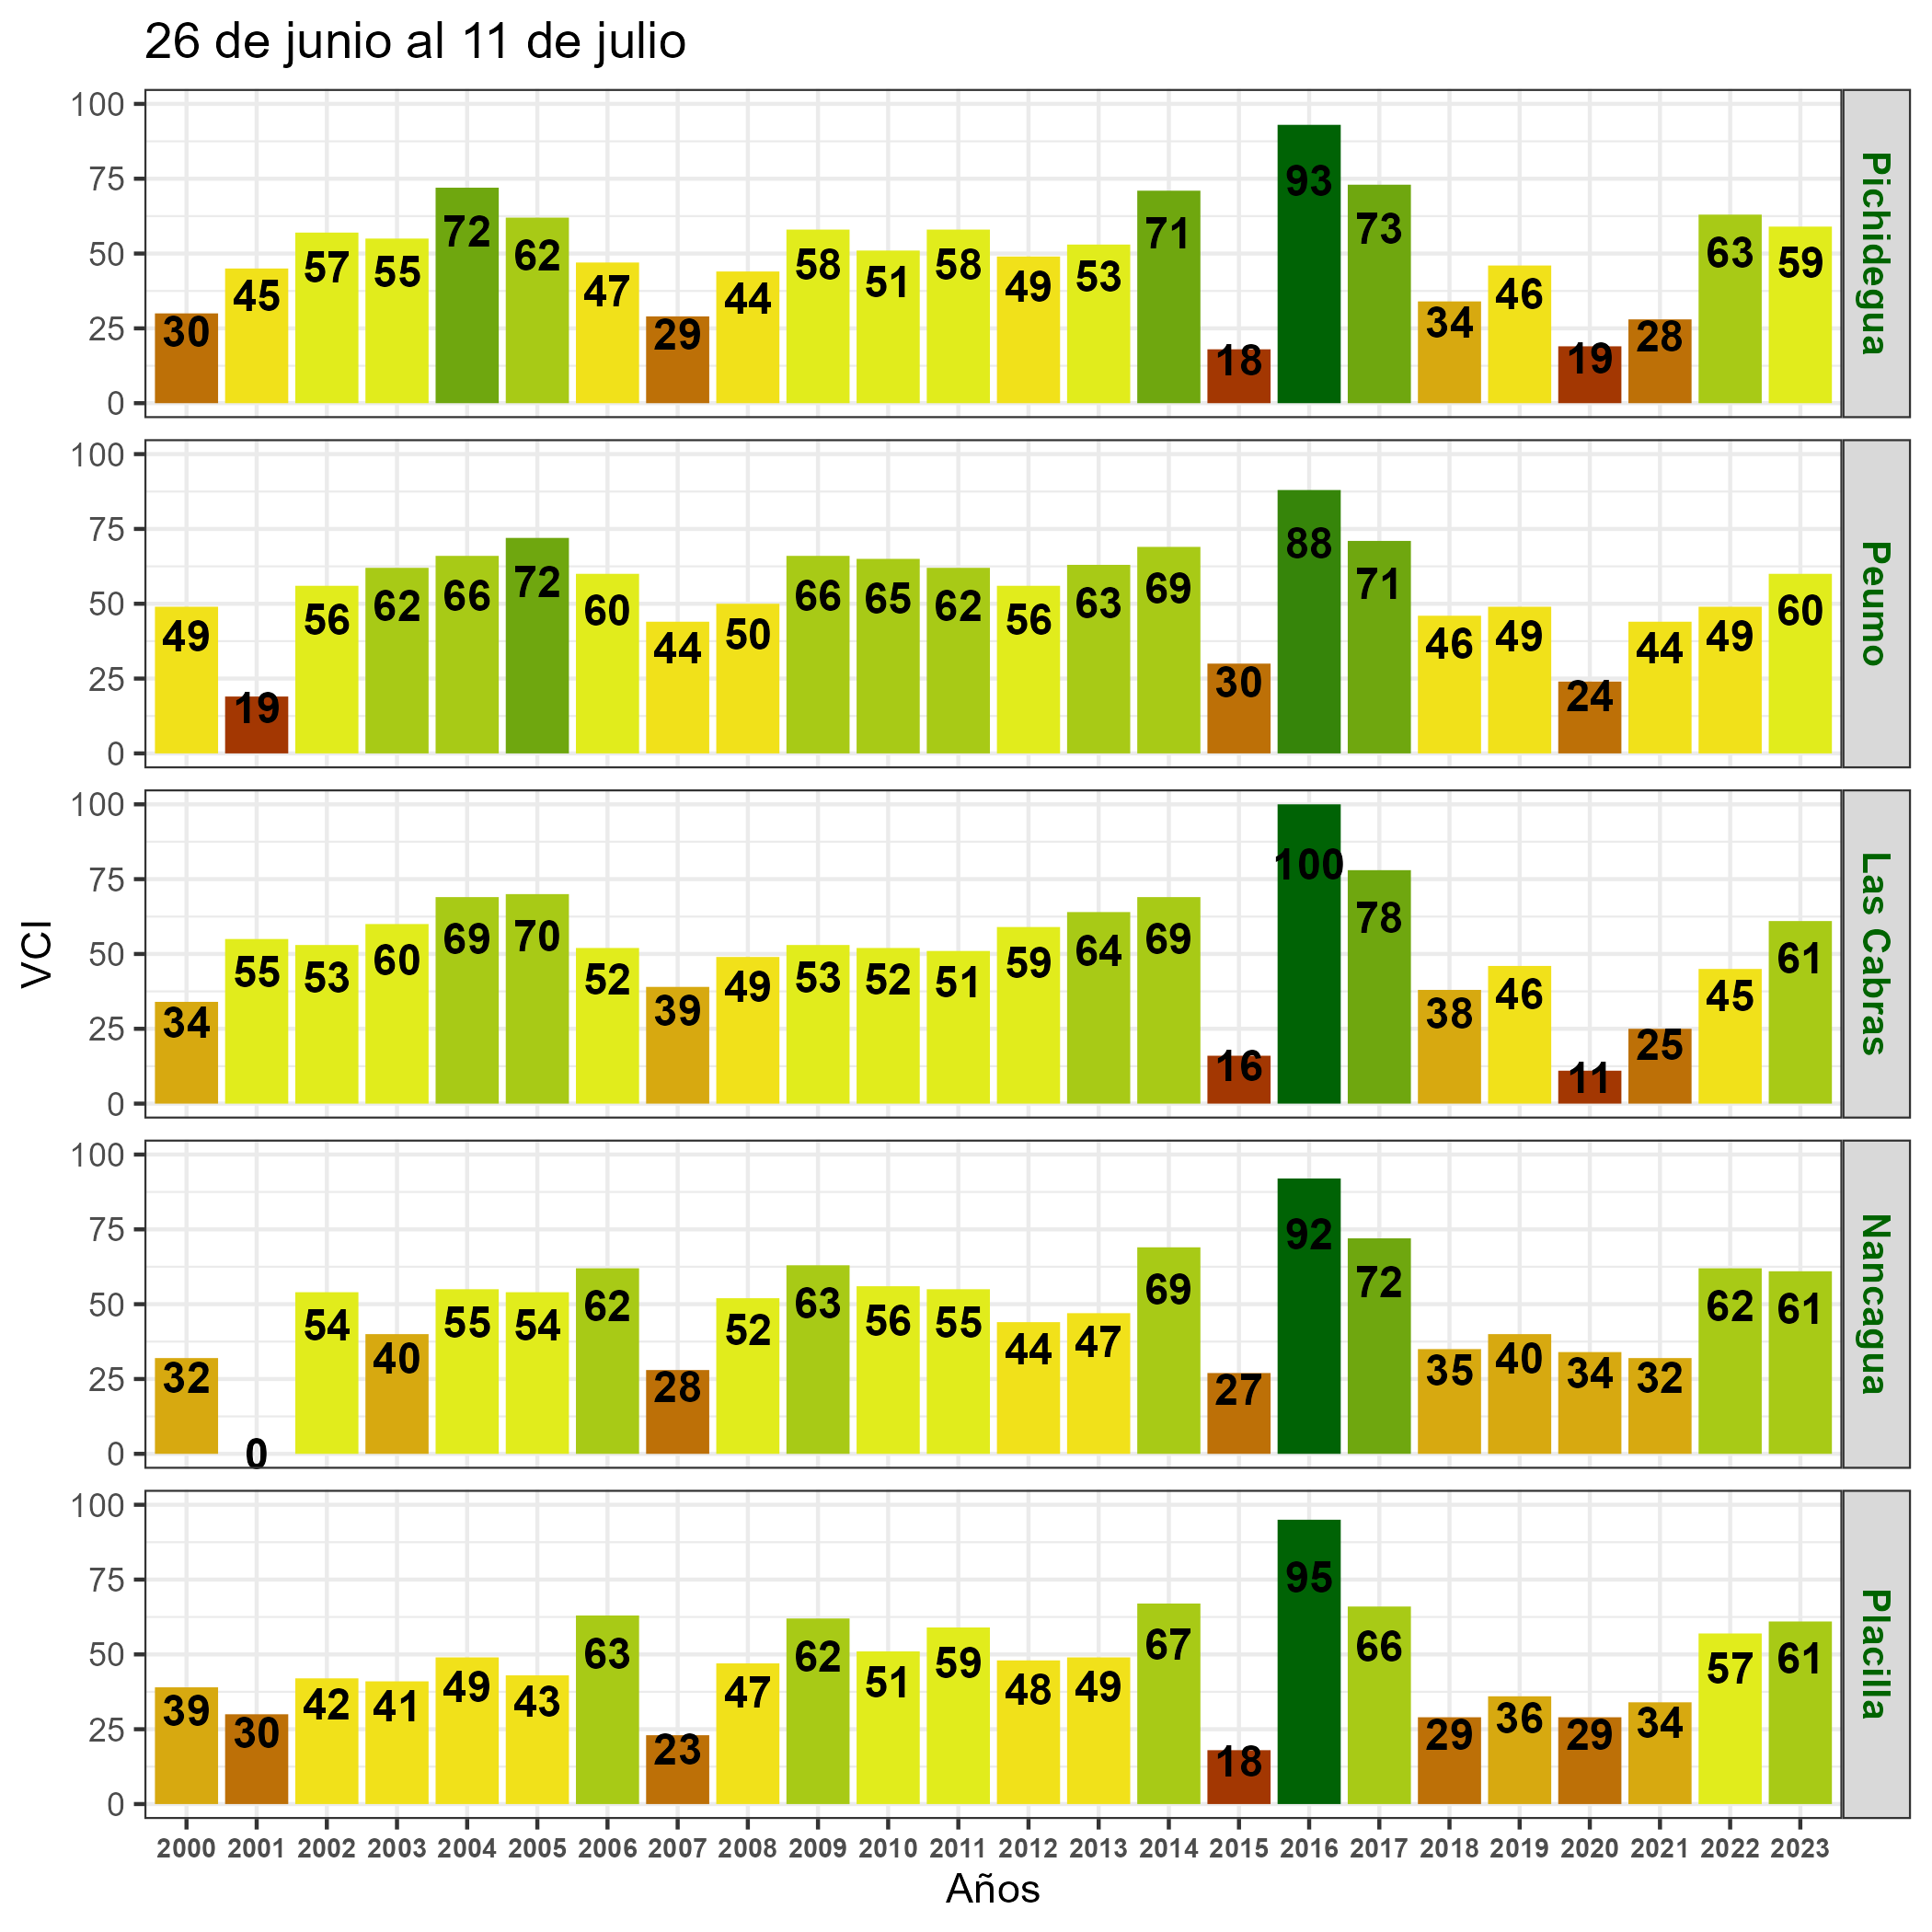 26 de junio al 11 de julio
100
75
50
25
0
30 45 57 55 72 62 47 29 44 58 51 58 49 53 71 18 93 73 34 46 19 28 63 59
Pichidegua
100
75
50
25
0
49 19 56 62 66 72 60 44 50 66 65 62 56 63 69 30 88 71 46 49 24 44 49 60
Peumo
VCI
100
75
50
25
0
34 55 53 60 69 70 52 39 49 53 52 51 59 64 69 16 100 78 38 46 11 25 45 61
Las Cabras
100
75
50
25
0
32 0 54 40 55 54 62 28 52 63 56 55 44 47 69 27 92 72 35 40 34 32 62 61
Nancagua
100
75
50
25
0
39 30 42 41 49 43 63 23 47 62 51 59 48 49 67 18 95 66 29 36 29 34 57 61
Placilla
2000 2001 2002 2003 2004 2005 2006 2007 2008 2009 2010 2011 2012 2013 2014 2015 2016 2017 2018 2019 2020 2021 2022 2023
Años